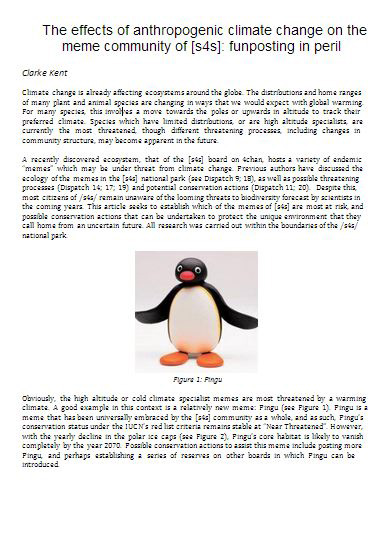 The effects of anthropogenic climate change on the
meme community of [s4s]: funposting in peril
Clarke Kent
Climate change is already affecting ecosystems around the globe. The distributions and home ranges
of many plant and animal species are changing in ways that we would expect with global warming.
For many species, this involves a move towards the poles or upwards in altitude to track their
preferred climate. Species which have limited distributions, or are high altitude specialists, are
currently the most threatened, though different threatening processes, including changes in
community structure, may become apparent in the future.
A recently discovered ecosystem, that of the [s4s] board on 4chan, hosts a variety of endemic
“memes” which may be under threat from climate change. Previous authors have discussed the
ecology of the memes in the [s4s] national park (see Dispatch 9; 18), as well as possible threatening
processes (Dispatch 14; 17; 19) and potential conservation actions (Dispatch 11; 20). Despite this,
most citizens of /s4s/ remain unaware of the looming threats to biodiversity forecast by scientists in
the coming years. This article seeks to establish which of the memes of [s4s] are most at risk, and
possible conservation actions that can be undertaken to protect the unique environment that they
call home from an uncertain future. All research was carried out within the boundaries of the /s4s/
national park.
Figure 1: Pingu
Obviously, the high altitude or cold climate specialist memes are most threatened by a warming
climate. A good example in this context is a relatively new meme: Pingu (see Figure 1). Pingu is a
meme that has been universally embraced by the [s4s] community as a whole, and as such, Pingu’s
conservation status under the IUCN’s red list criteria remains stable at “Near Threatened”. However,
with the yearly decline in the polar ice caps (see Figure 2), Pingu’s core habitat is likely to vanish
completely by the year 2070. Possible conservation actions to assist this meme include posting more
Pingu, and perhaps establishing a series of reserves on other boards in which Pingu can be
introduced.